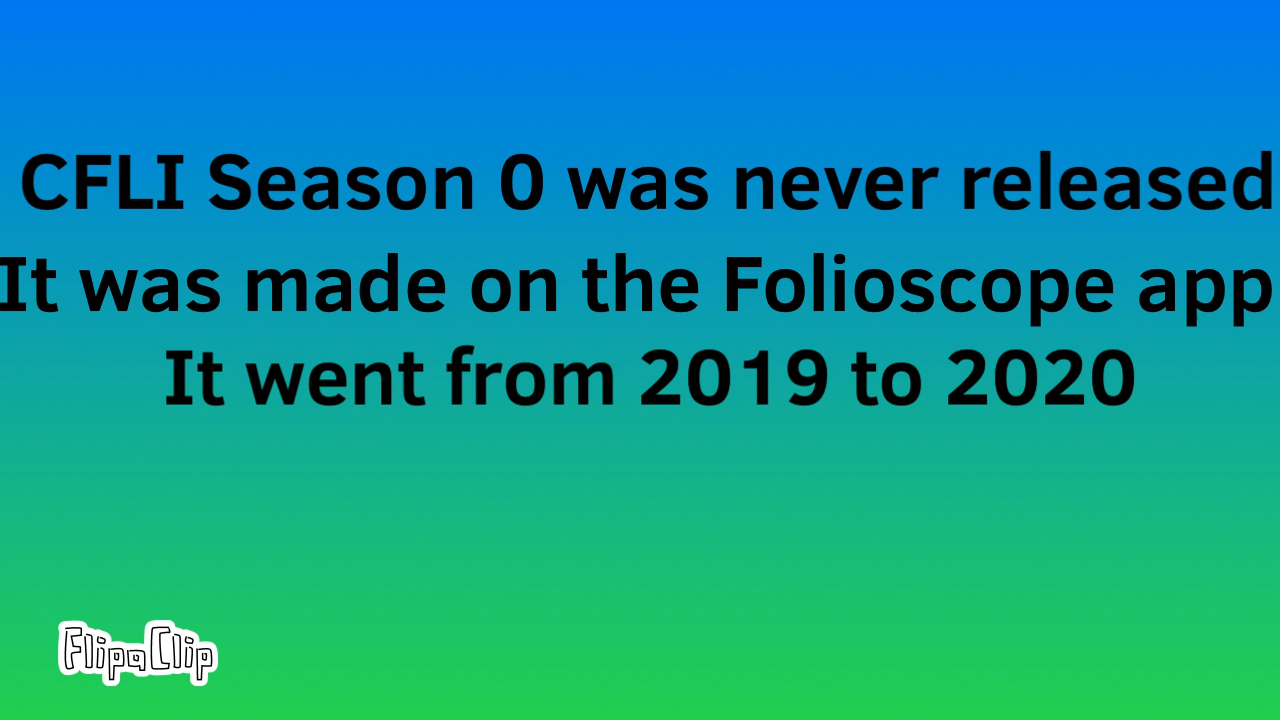 CFLI Season 0 was never released
It was made on the Folioscope app
It went from 2019 to 2020
FlipaClip